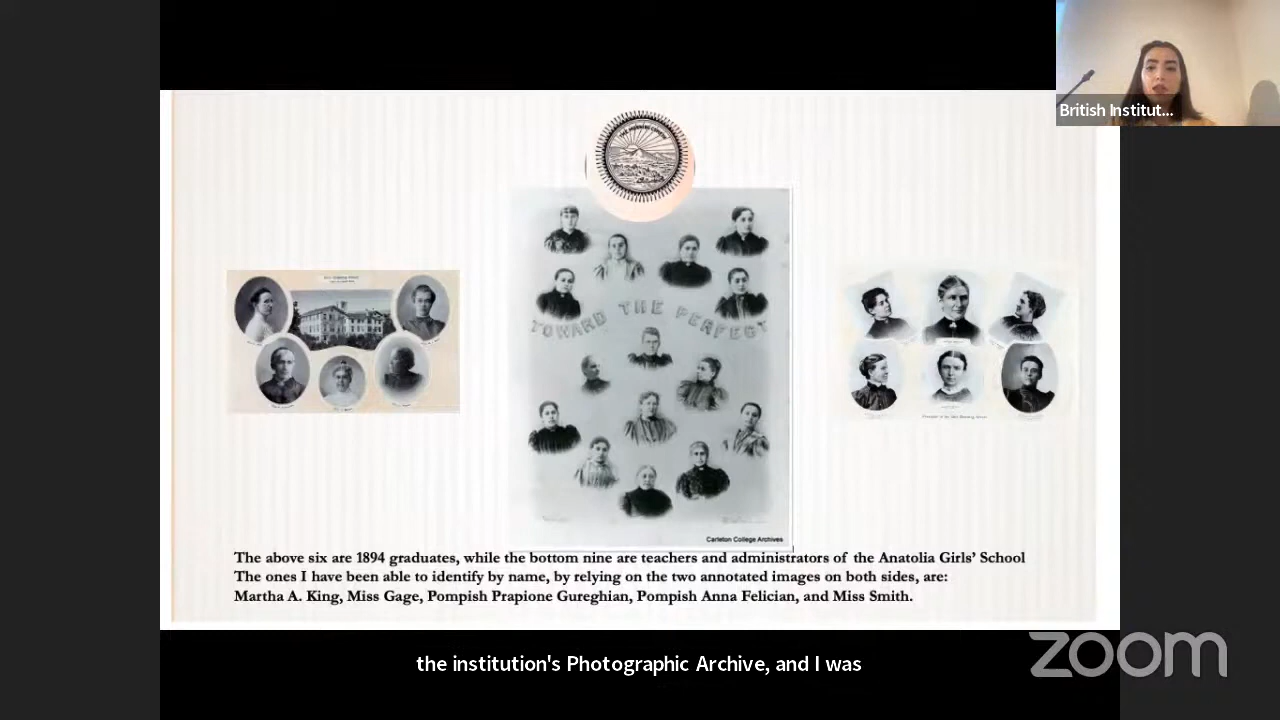 British Institut...
TOWARD THE PERFECT
Carleton College Archives
The above six are 1894 graduates, while the bottom nine are teachers and administrators of the Anatolia Girls' School
The ones I have been able to identify by name, by relying on the two annotated images on both sides, are:
Martha A. King, Miss Gage, Pompish Prapione Gureghian, Pompish Anna Felician, and Miss Smith.
the institution's Photographic Archive, and I was
zoom